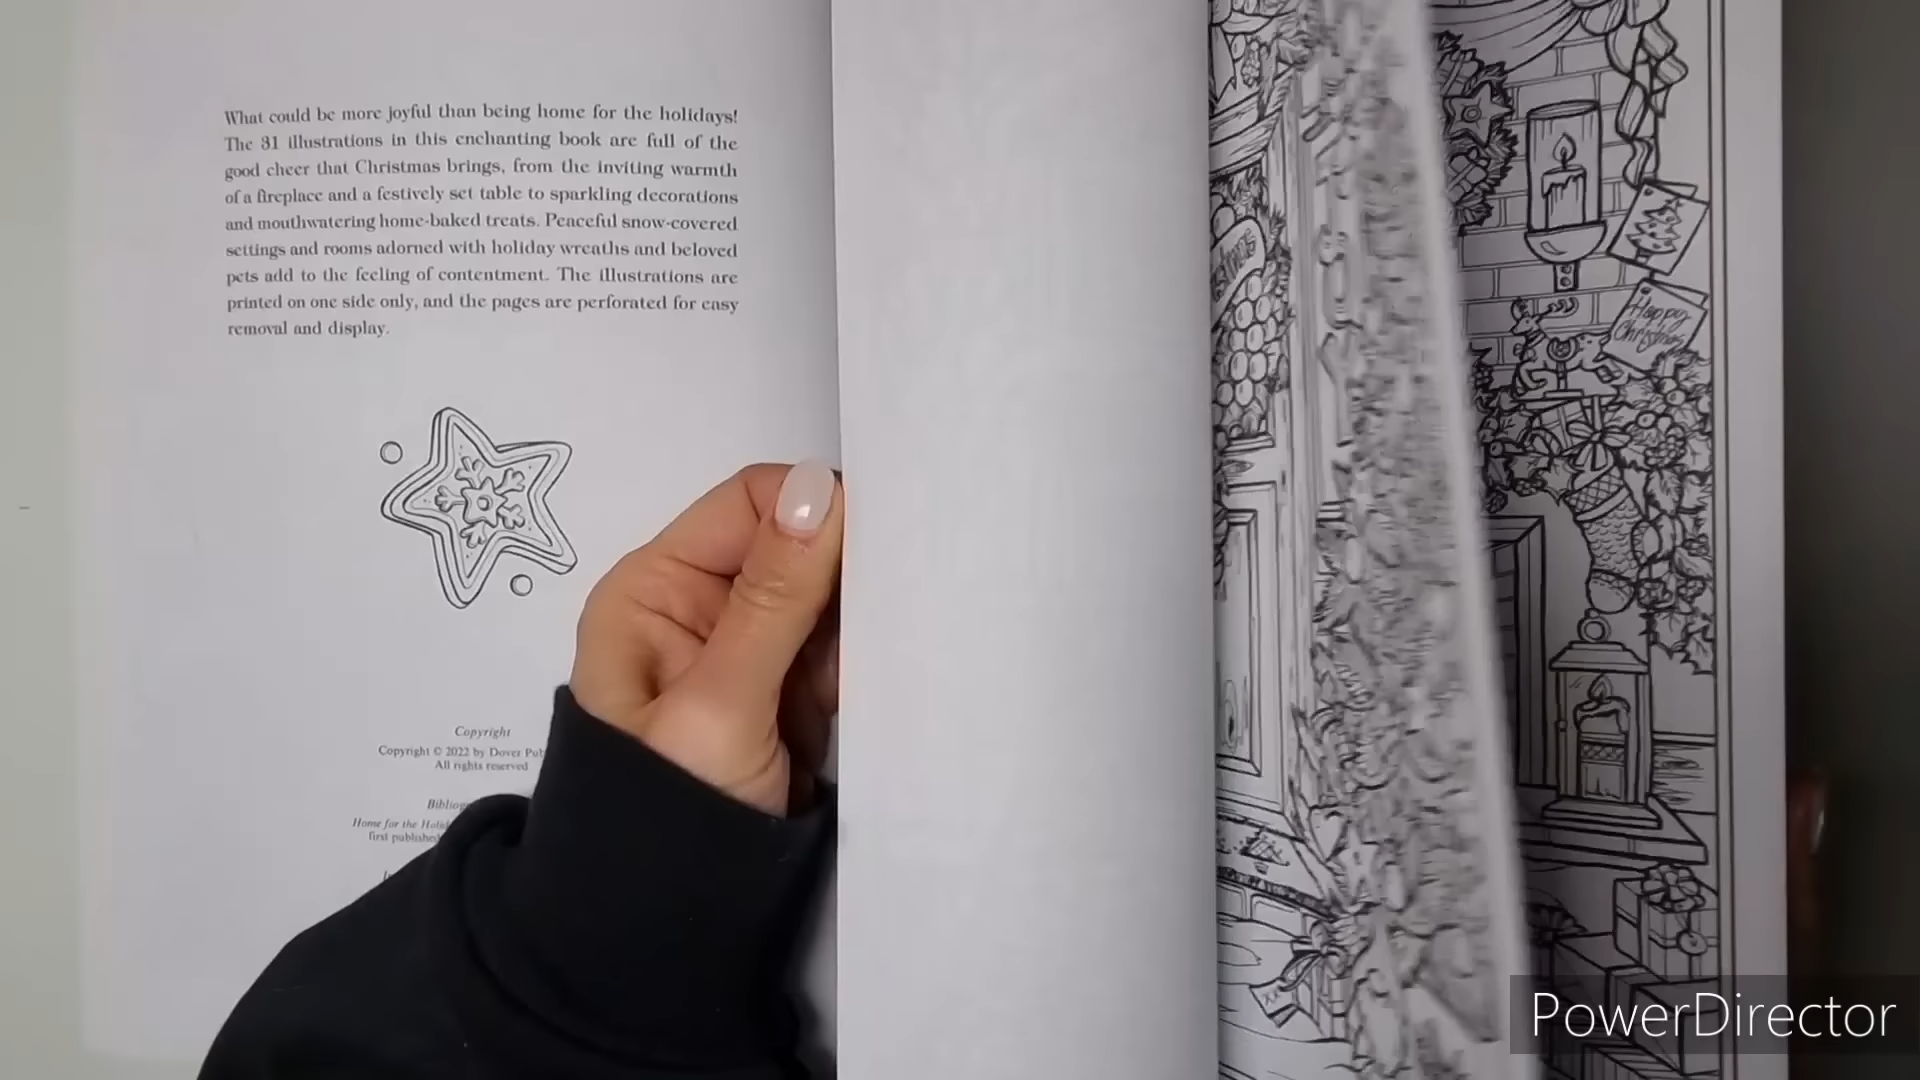 What could be more joyful than being home for the holidays!
The 31 illustrations in this enchanting book are full of the
good cheer that Christmas brings, from the inviting warmth
of a fireplace and a festively set table to sparkling decorations
and mouthwatering home-baked treats. Peaceful snow-covered
settings and rooms adorned with holiday wreaths and beloved
pets add to the feeling of contentment. The illustrations are
printed on one side only, and the pages are perforated for easy
removal and display.
Copyright
Copyright © 2022 by Dover
All rights reserved
Home for the
first published
Happy
Christmas
PowerDirector